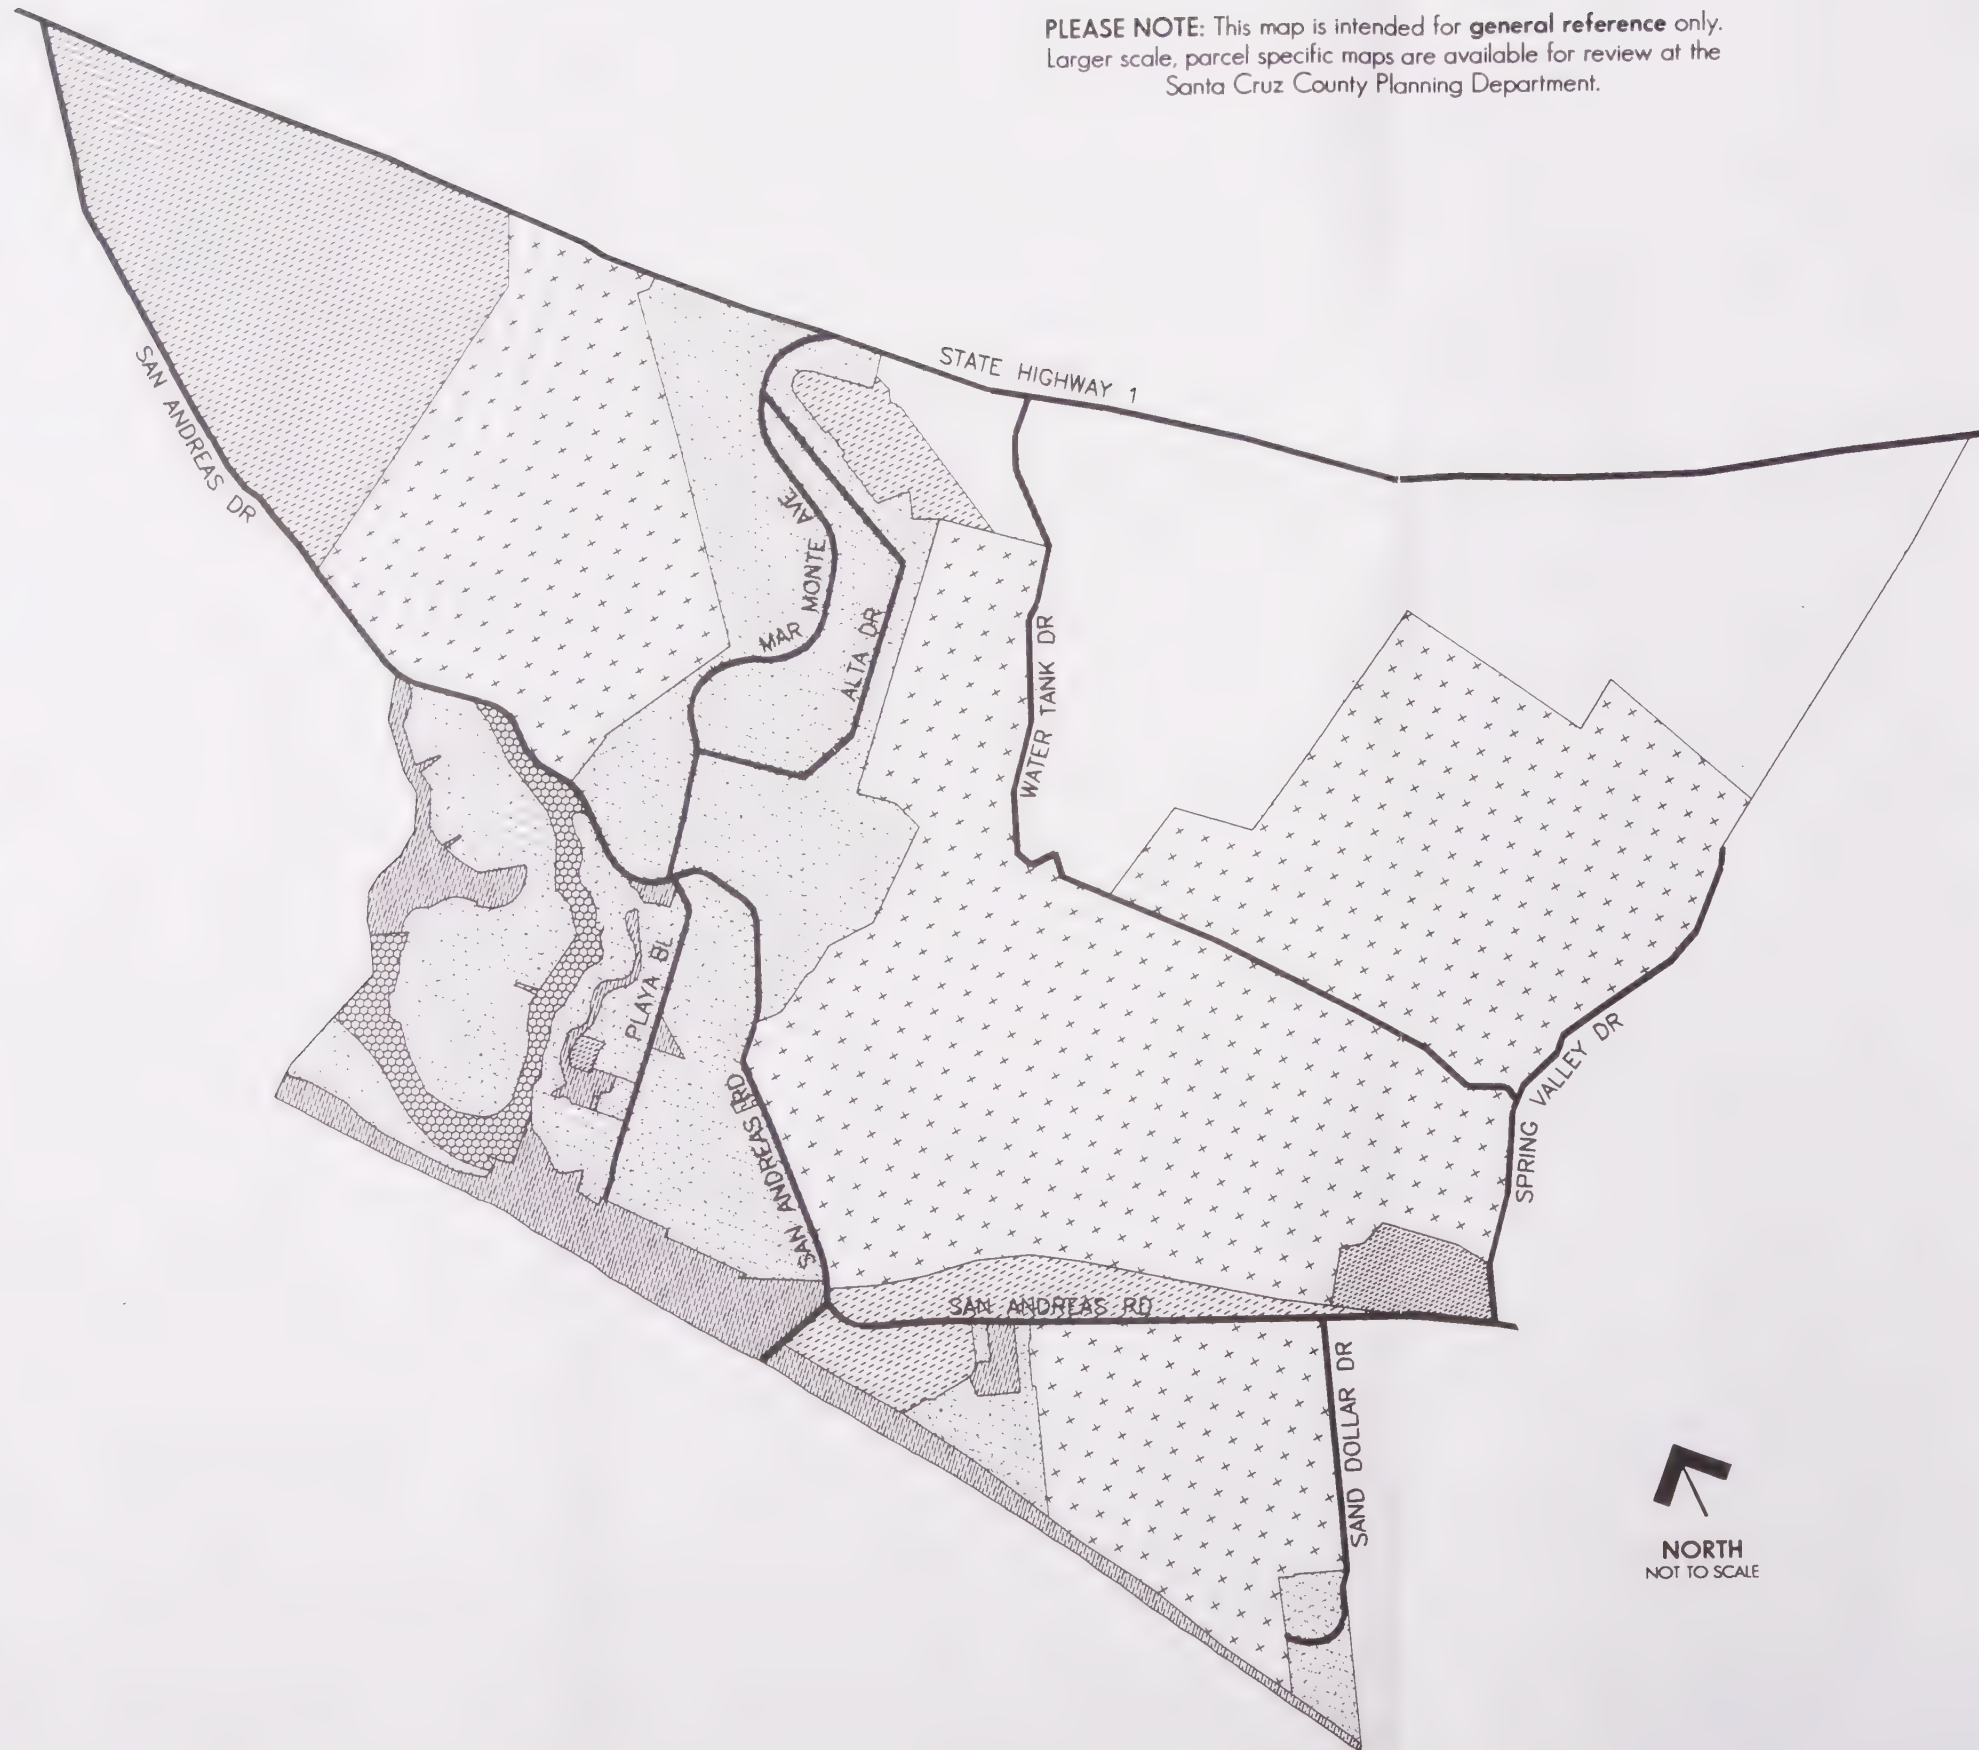 PLEASE NOTE: This map is intended for general reference only.
Larger scale, parcel specific maps are available for review at the
Santa Cruz County Planning Department.
STATE HIGHWAY 1
SAN ANDREAS DR
MAR MONTE AVE
ALTA DR
WATER TANK DR
PLAYA BL
SAN ANDREAS RD
SPRING VALLEY DR
SAN ANDREAS RD
SAND DOLLAR DR
NORTH
NOT TO SCALE